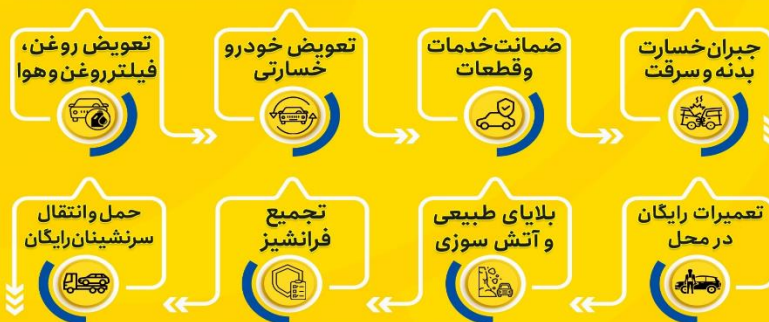 جبران خسارت
بدنه و سرقت
ضمانت خدمات
و قطعات
تعویض خودرو
خسارتی
تعویض روغن،
فیلتر روغن و هوا
تعمیرات رایگان
در محل
بلایای طبیعی
و آتش سوزی
تجمیع
فرانشیز
حمل و انتقال
سرنشینان رایگان